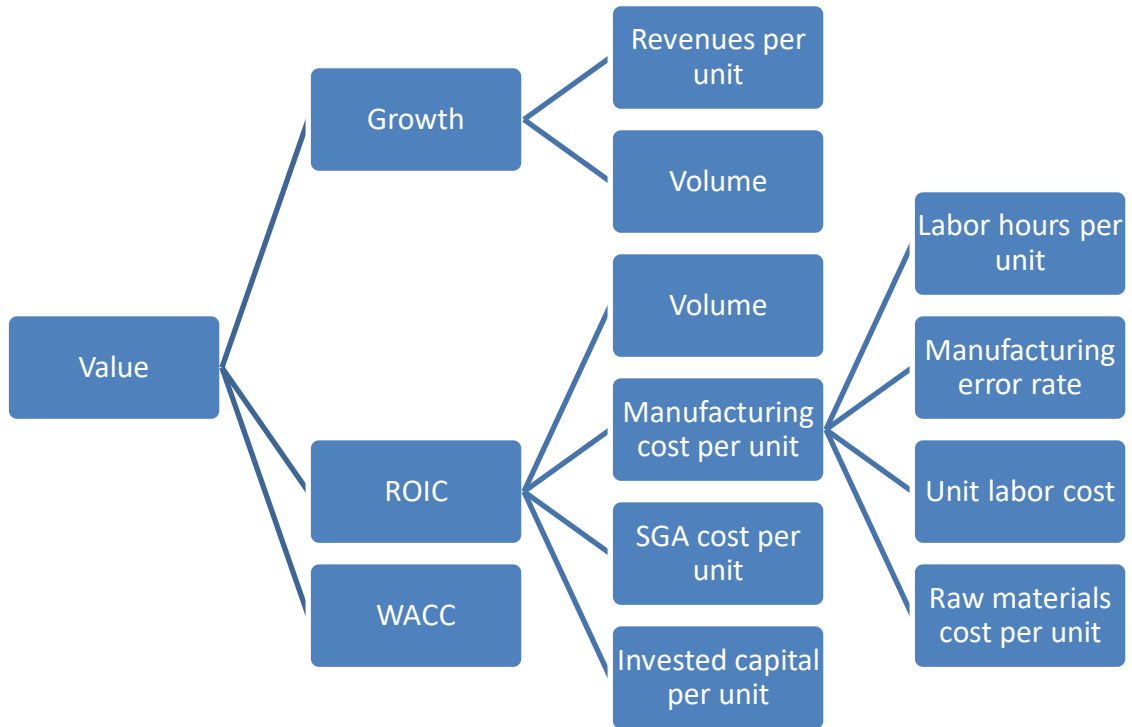 Value
Growth
ROIC
WACC
Revenues per
unit
Volume
Volume
Manufacturing
cost per unit
SGA cost per
unit
Invested capital
per unit
Labor hours per
unit
Manufacturing
error rate
Unit labor cost
Raw materials
cost per unit